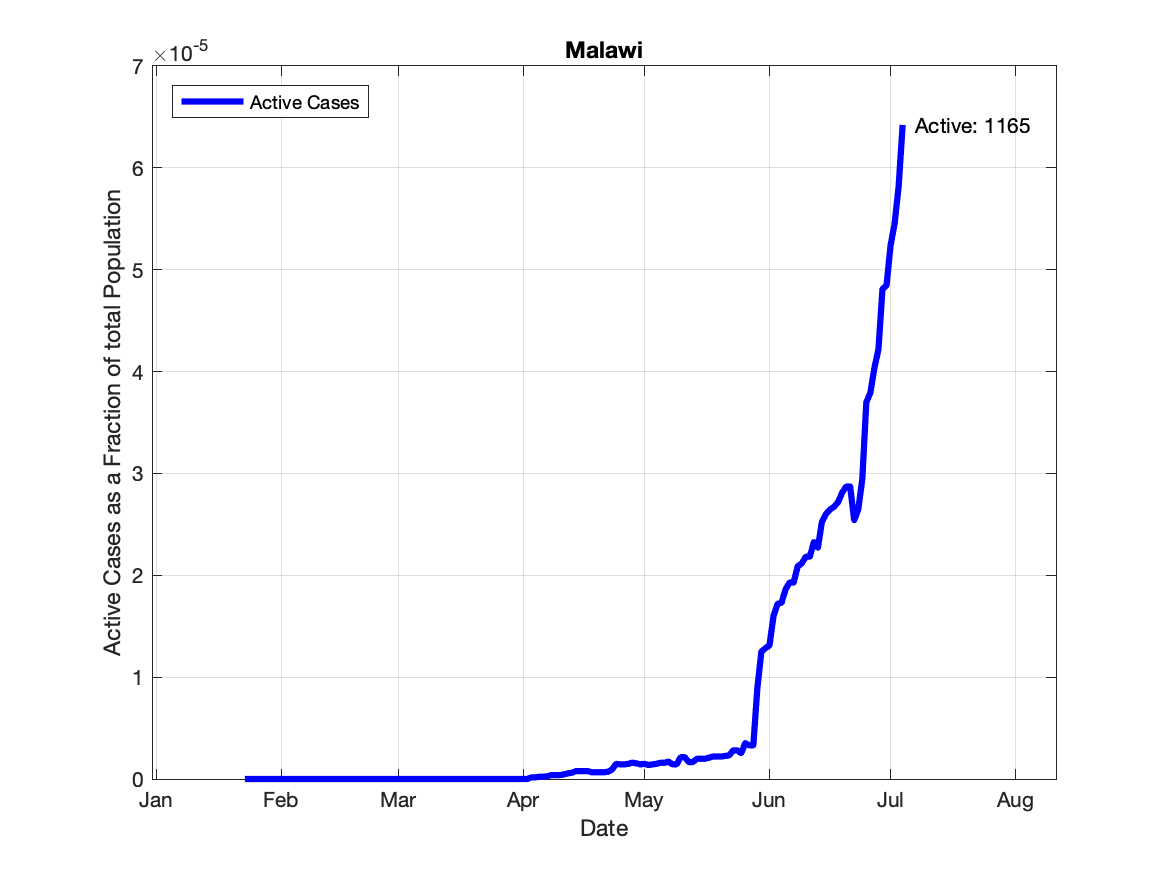 Malawi
×10-5
7
6
5
4
3
2
1
0
Active Cases
Active: 1165
Active Cases as a Fraction of total Population
Jan Feb Mar Apr May Jun Jul Aug
Date